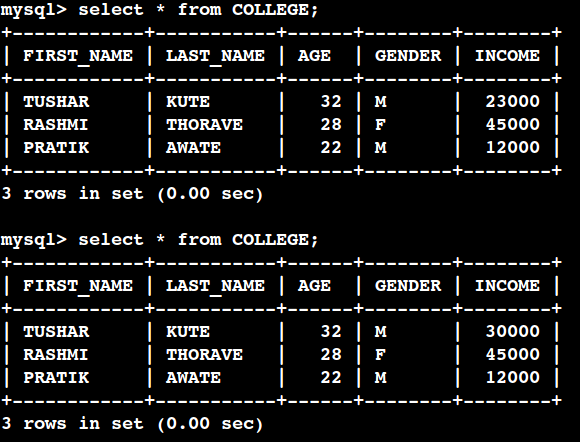 mysql> select * from COLLEGE;
+------------+-----------+------+--------+--------+
| FIRST_NAME | LAST_NAME | AGE  | GENDER | INCOME |
+------------+-----------+------+--------+--------+
| TUSHAR     | KUTE      |   32 | M      |  23000 |
| RASHMI     | THORAVE   |   28 | F      |  45000 |
| PRATIK     | AWATE     |   22 | M      |  12000 |
+------------+-----------+------+--------+--------+
3 rows in set (0.00 sec)
mysql> select * from COLLEGE;
+------------+-----------+------+--------+--------+
| FIRST_NAME | LAST_NAME | AGE  | GENDER | INCOME |
+------------+-----------+------+--------+--------+
| TUSHAR     | KUTE      |   32 | M      |  30000 |
| RASHMI     | THORAVE   |   28 | F      |  45000 |
| PRATIK     | AWATE     |   22 | M      |  12000 |
+------------+-----------+------+--------+--------+
3 rows in set (0.00 sec)